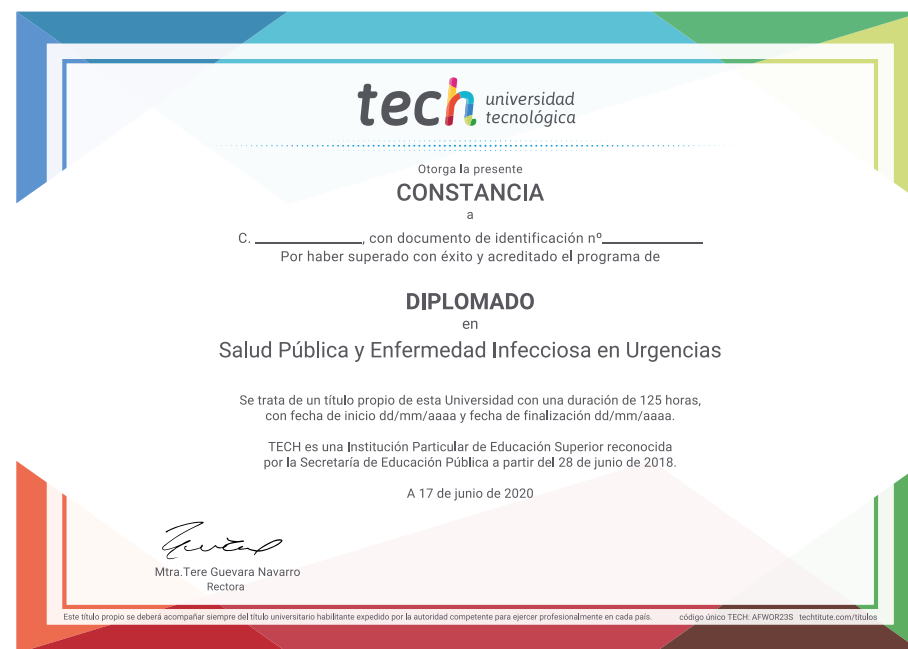 tech universidad
tecnológica
Otorga la presente
CONSTANCIA
a
C. ____________, con documento de identificación nº____________
Por haber superado con éxito y acreditado el programa de
DIPLOMADO
en
Salud Pública y Enfermedad Infecciosa en Urgencias
Se trata de un título propio de esta Universidad con una duración de 125 horas,
con fecha de inicio dd/mm/aaaa y fecha de finalización dd/mm/aaaa.
TECH es una Institución Particular de Educación Superior reconocida
por la Secretaría de Educación Pública a partir del 28 de junio de 2018.
A 17 de junio de 2020
Mtra.Tere Guevara Navarro
Rectora
Este título propio se deberá acompañar siempre del título universitario habilitante expedido por la autoridad competente para ejercer profesionalmente en cada país. código único TECH: AFWOR23S techtitute.com/titulos